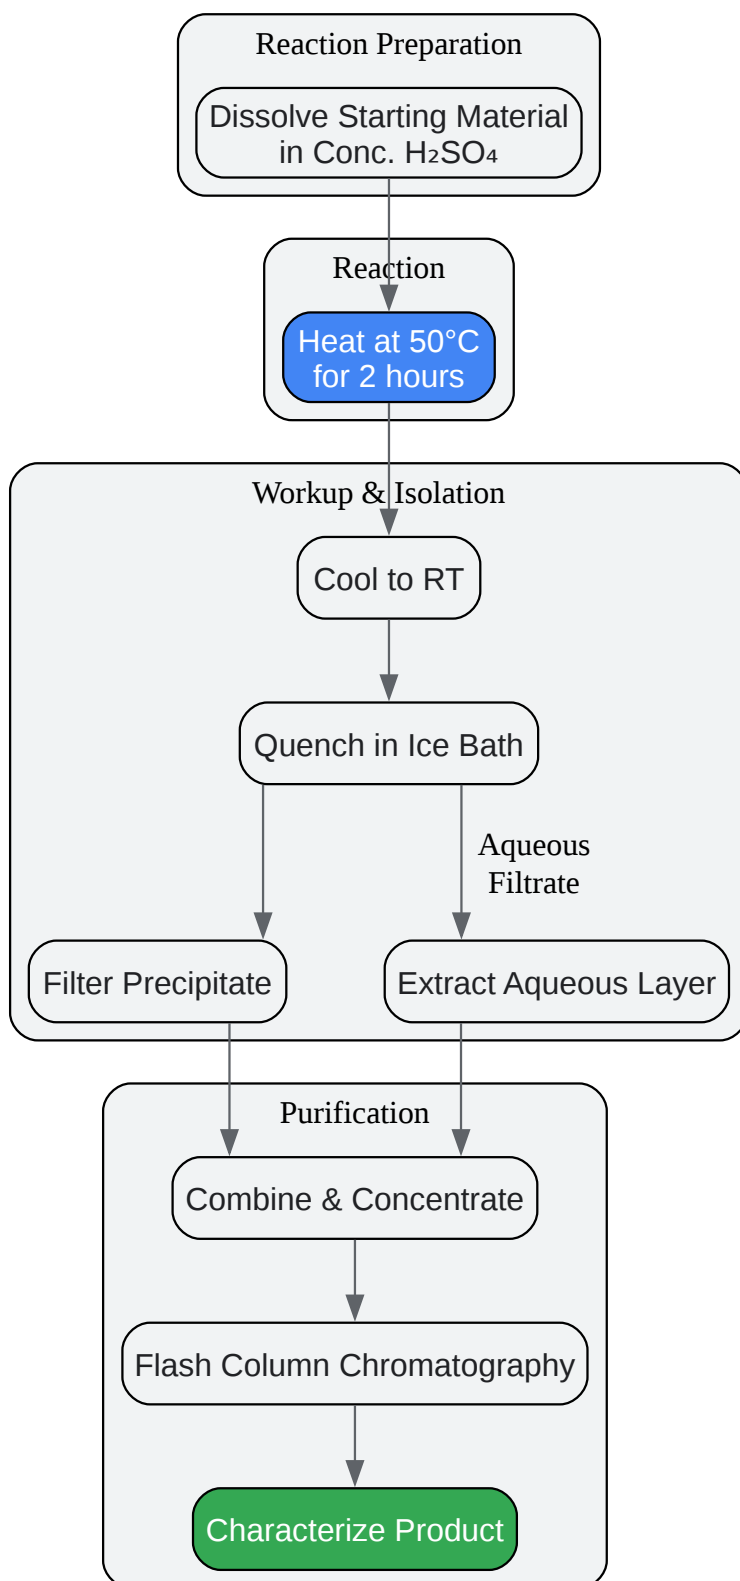 Reaction Preparation
Dissolve Starting Material
in Conc. H₂SO₄
Reaction
Heat at 50°C
for 2 hours
Workup & Isolation
Cool to RT
Quench in Ice Bath
Aqueous
Filtrate
Filter Precipitate
Extract Aqueous Layer
Purification
Combine & Concentrate
Flash Column Chromatography
Characterize Product